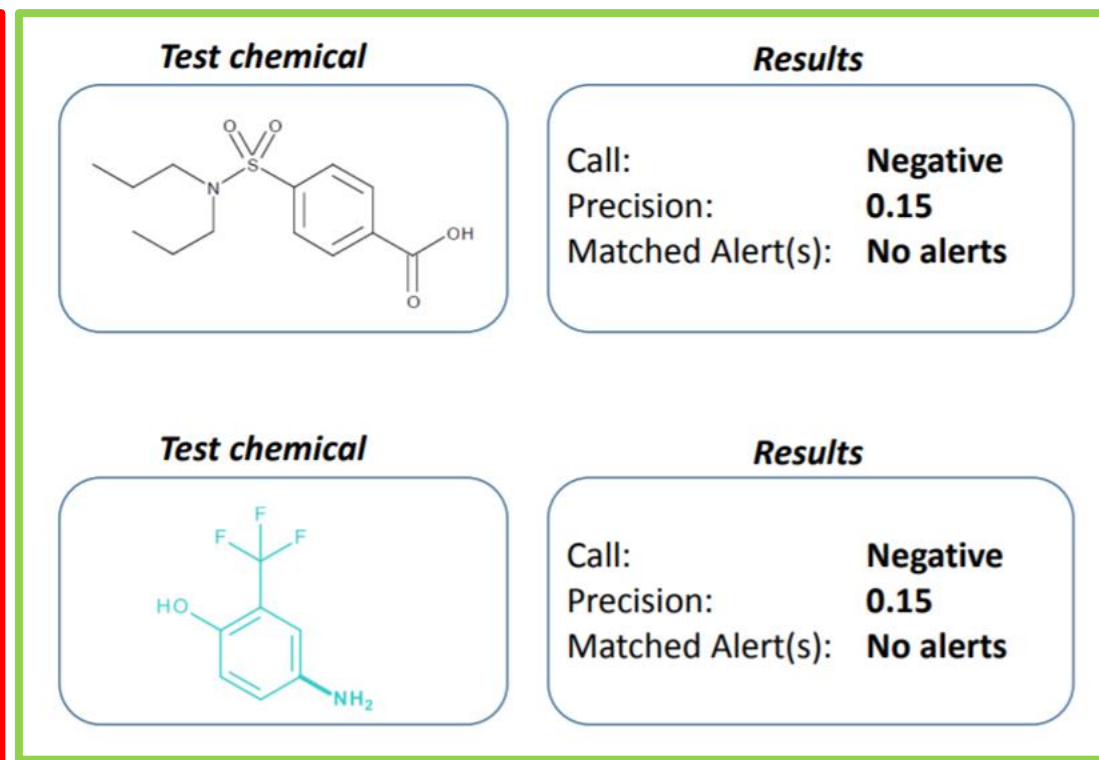 Test chemical
Results
O O
S
N
OH
O
Call: Negative
Precision: 0.15
Matched Alert(s): No alerts
Test chemical
Results
F
F F
HO
NH₂
Call: Negative
Precision: 0.15
Matched Alert(s): No alerts